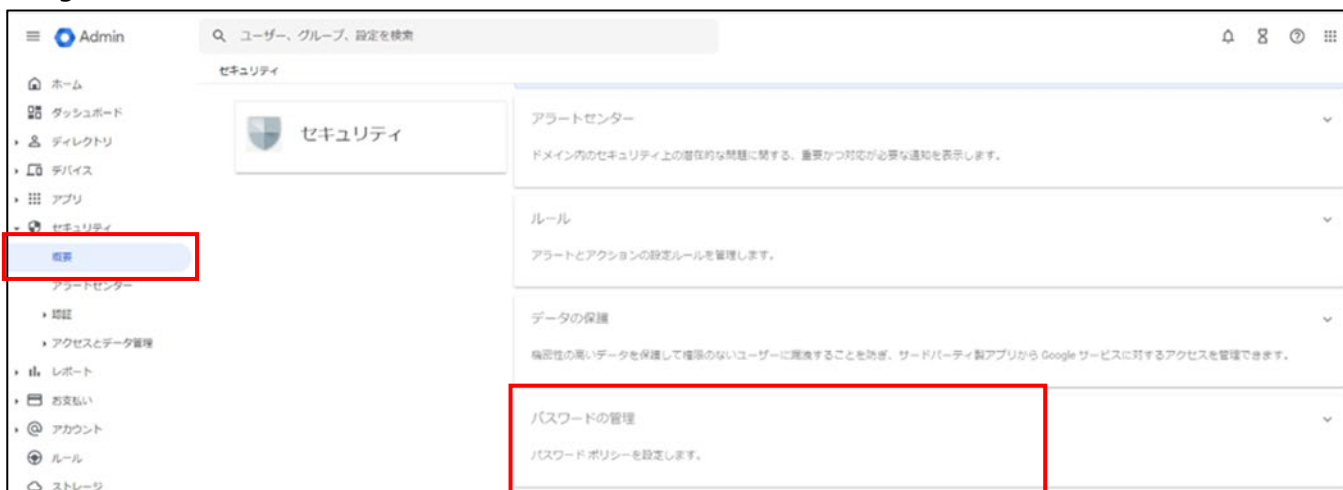 Admin
ユーザー、グループ、設定を検索
セキュリティ
ホーム
ダッシュボード
ディレクトリ
デバイス
アプリ
セキュリティ
概要
アラートセンター
認証
アクセスとデータ管理
レポート
お支払い
アカウント
ルール
ストレージ
セキュリティ
アラートセンター
ドメイン内のセキュリティ上の潜在的な問題に関する、重要かつ対応が必要な通知を表示します。
ルール
アラートとアクションの設定ルールを管理します。
データの保護
機密性の高いデータを保護して権限のないユーザーに漏洩することを防ぎ、サードパーティ製アプリから Google サービスに対するアクセスを管理できます。
パスワードの管理
パスワード ポリシーを設定します。